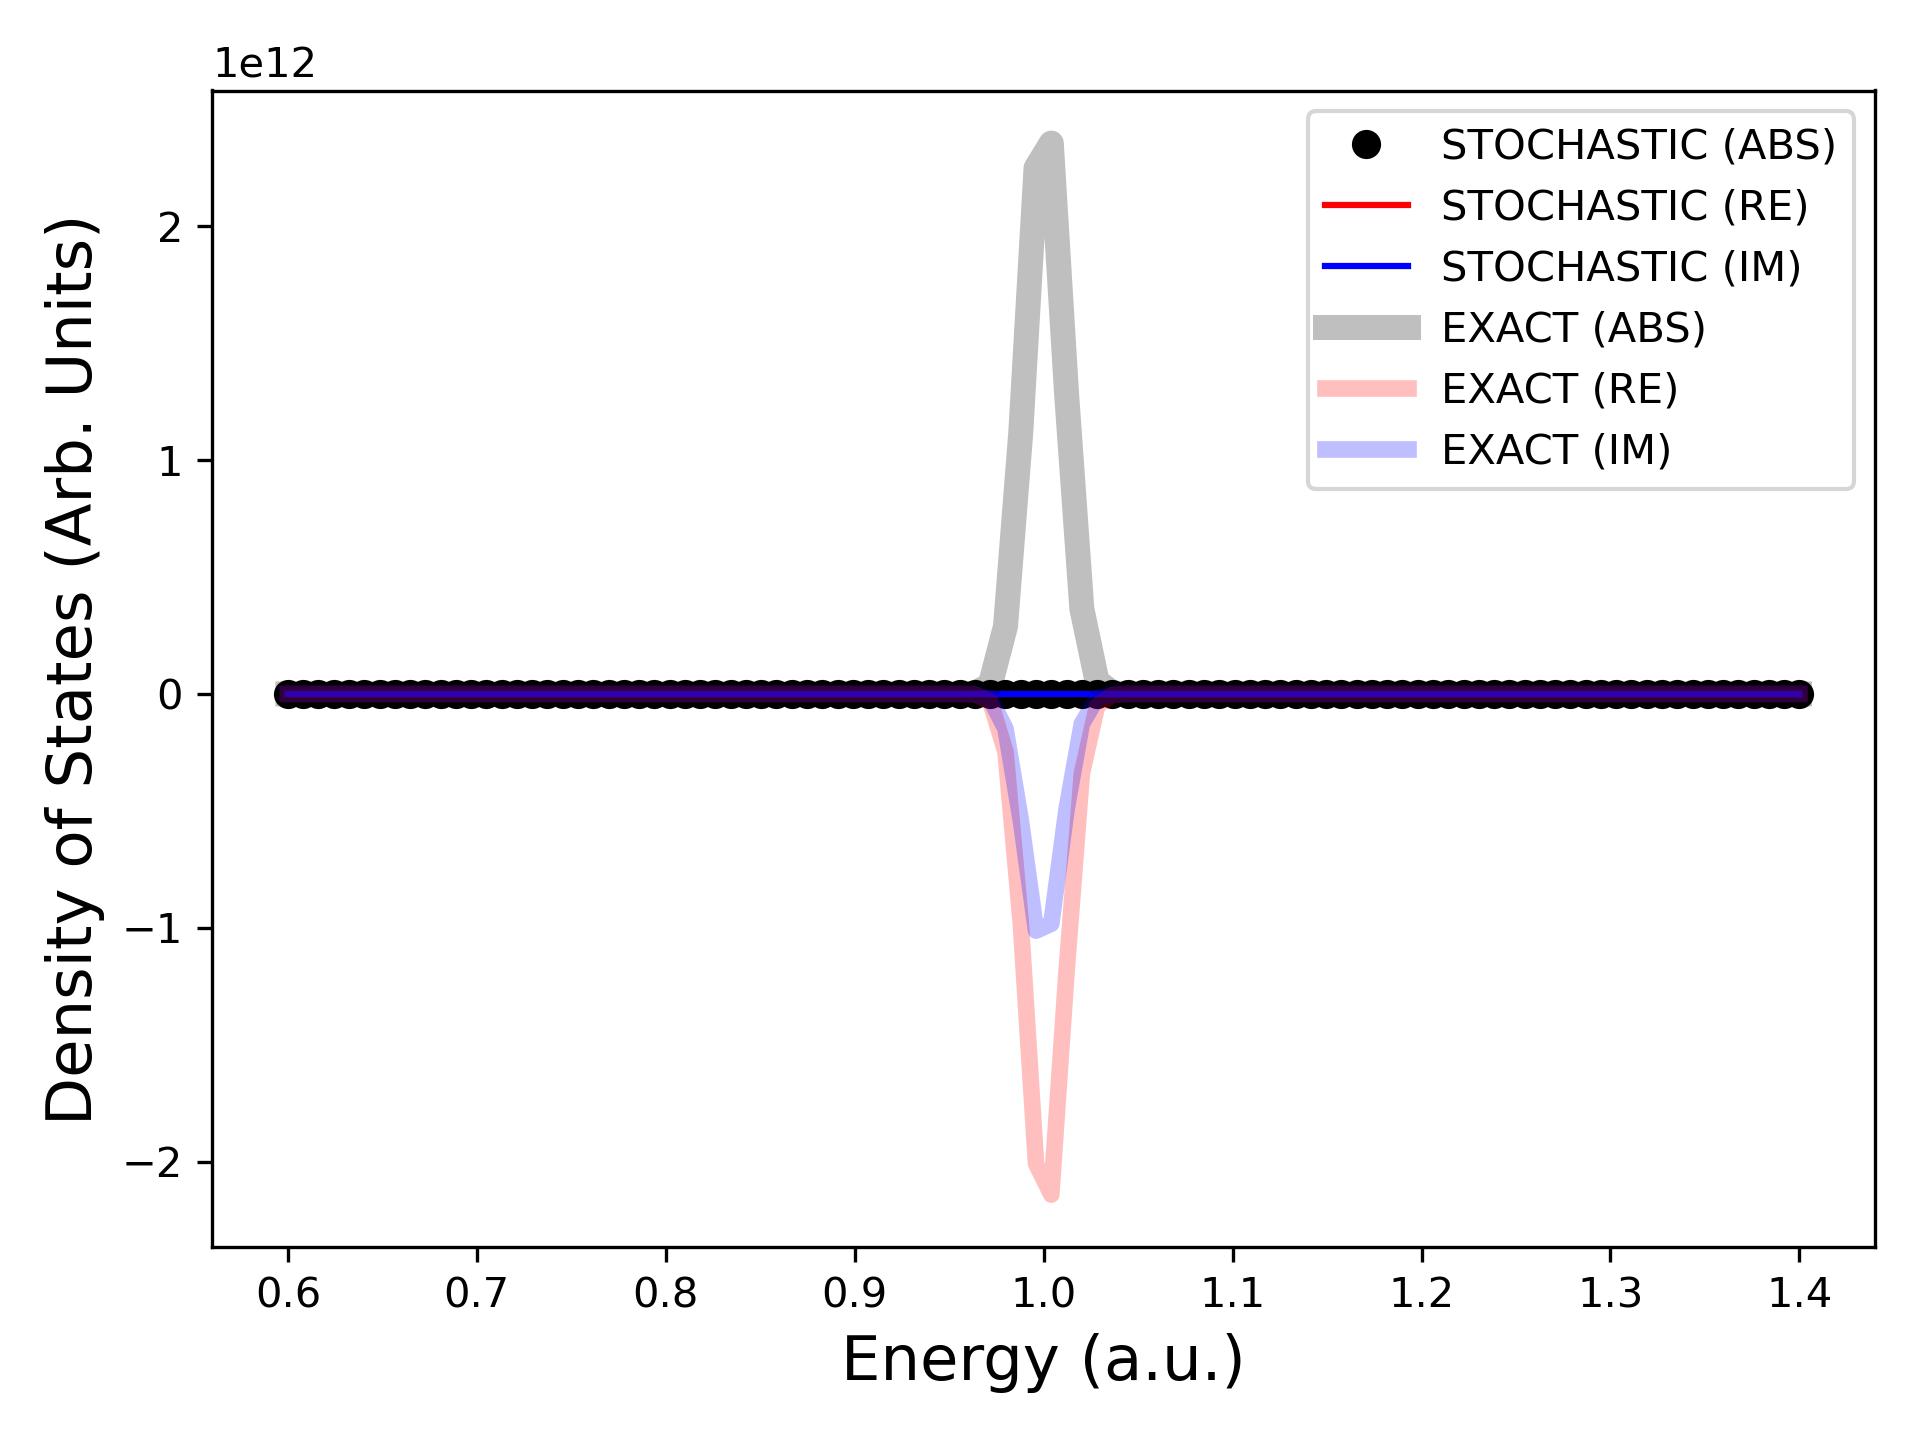 1e12
Density of States (Arb. Units)
2
1
0
−1
−2
STOCHASTIC (ABS)
STOCHASTIC (RE)
STOCHASTIC (IM)
EXACT (ABS)
EXACT (RE)
EXACT (IM)
0.6 0.7 0.8 0.9 1.0 1.1 1.2 1.3 1.4
Energy (a.u.)